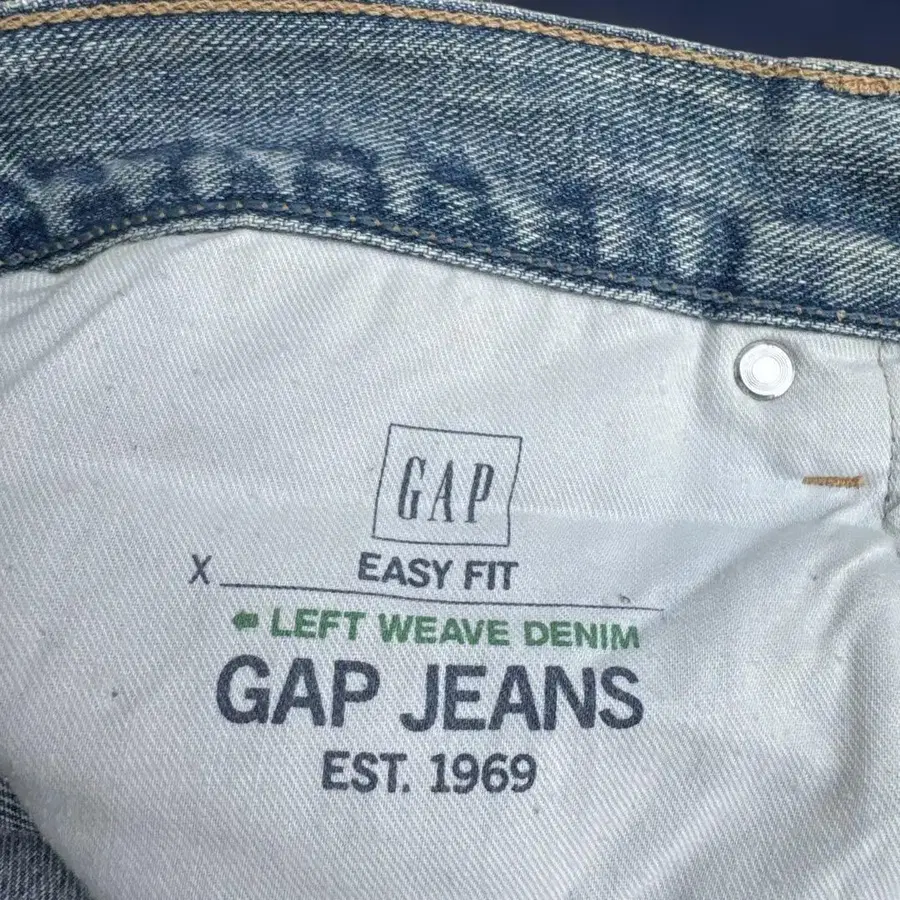 GAP
X EASY FIT
LEFT WEAVE DENIM
GAP JEANS
EST. 1969